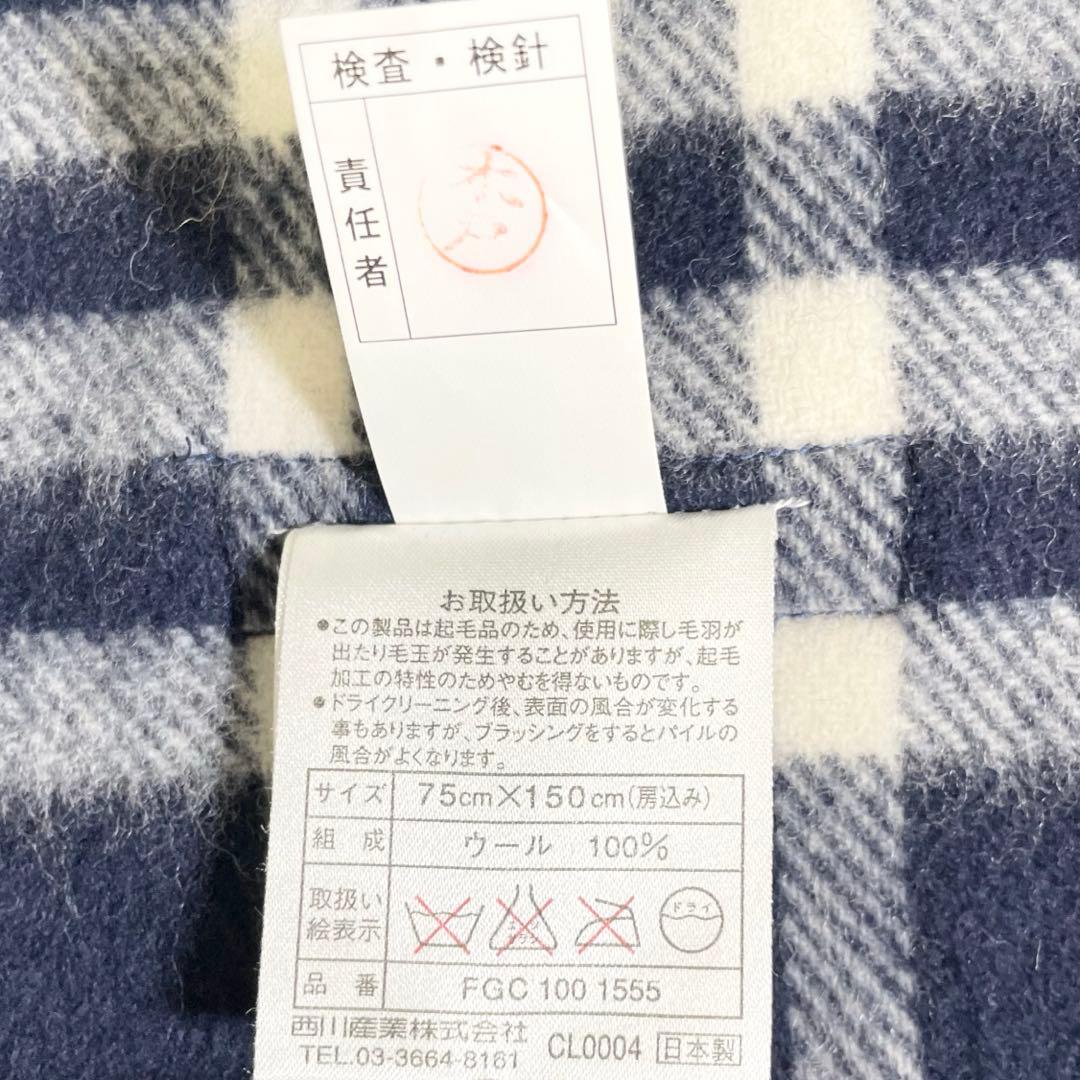 検査・検針
責任者
お取扱い方法
●この製品は起毛品のため、使用に際し毛羽が
出たり毛玉が発生することがありますが、起毛
加工の特性のためやむを得ないものです。
●ドライクリーニング後、表面の風合が変化する
事もありますが、ブラッシングをするとパイルの
風合がよくなります。
サイズ 75cm×150cm(房込み)
組成 ウール 100%
取扱い
絵表示 ドライ
品番 FGC 100 1555
西川産業株式会社
TEL.03-3664-8161 CL0004 日本製